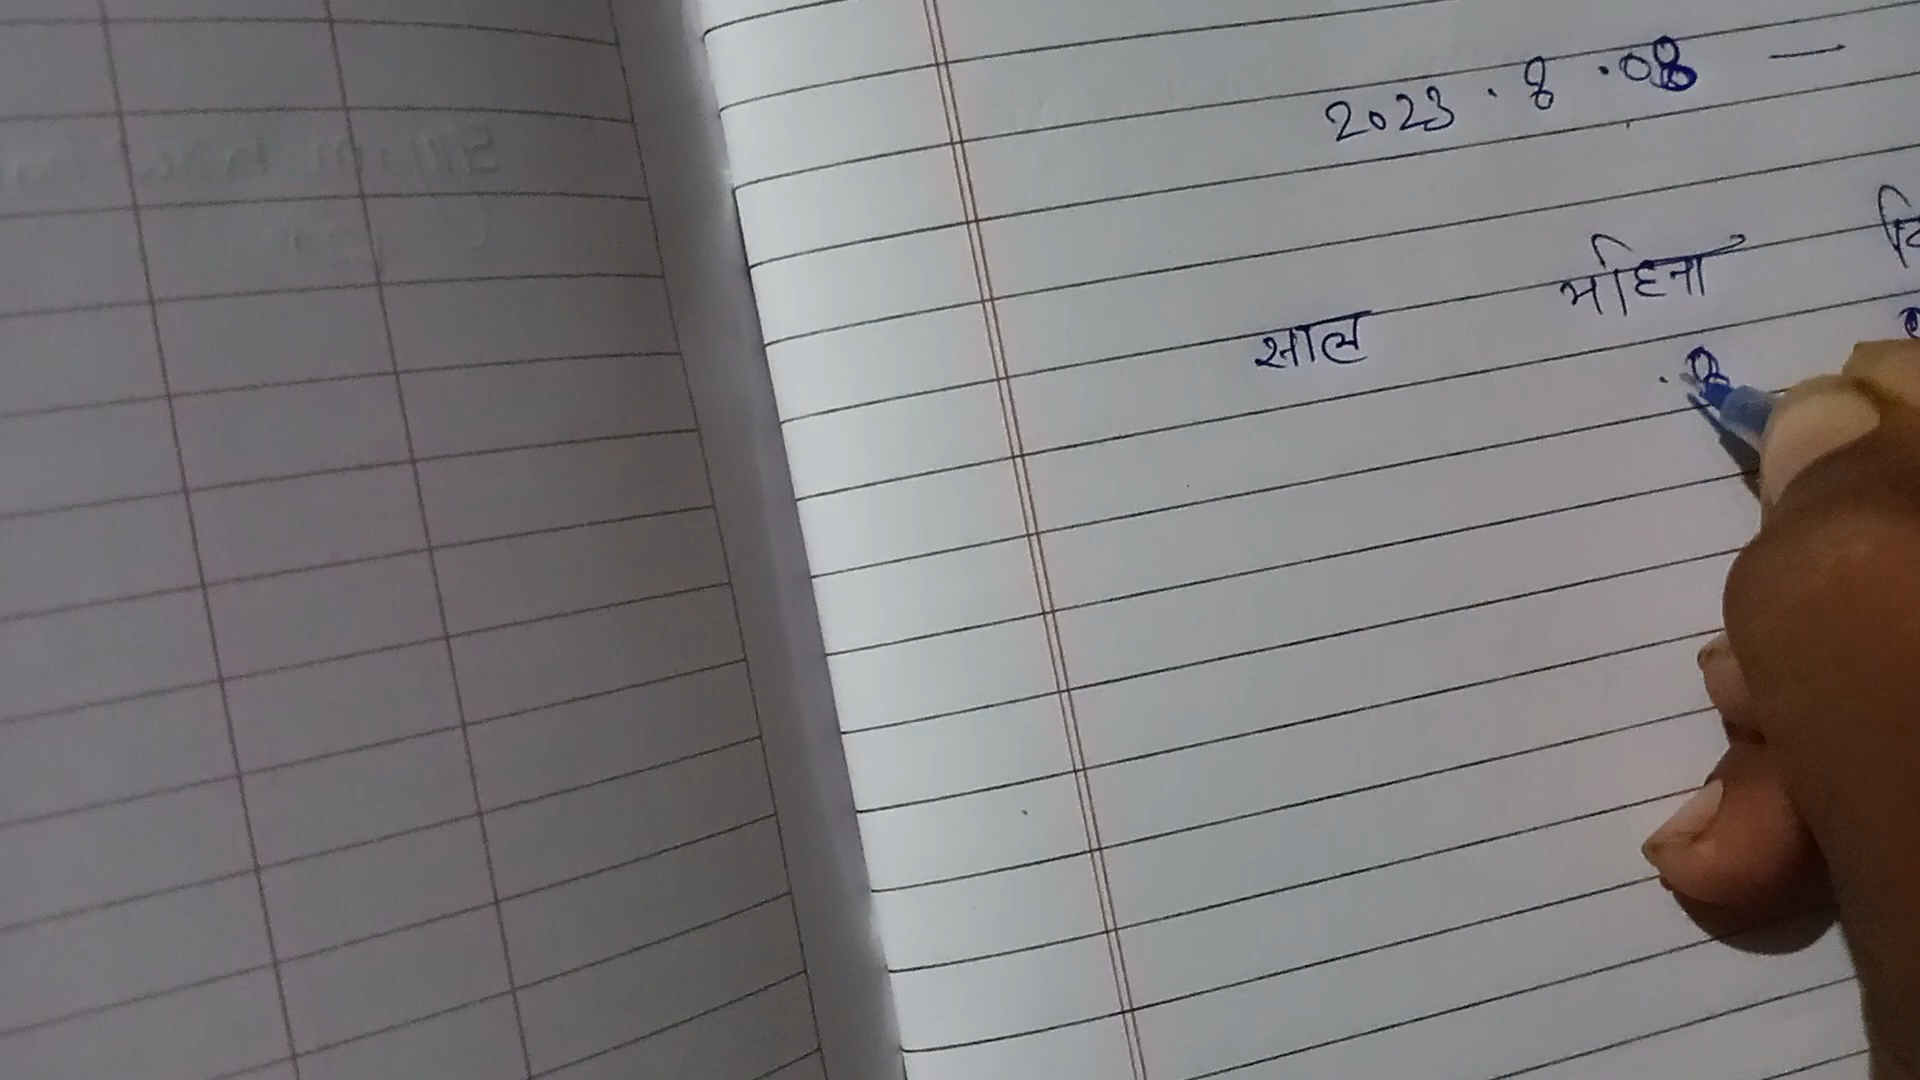 2023 . 8 . 08 —
साल महिना
. 8